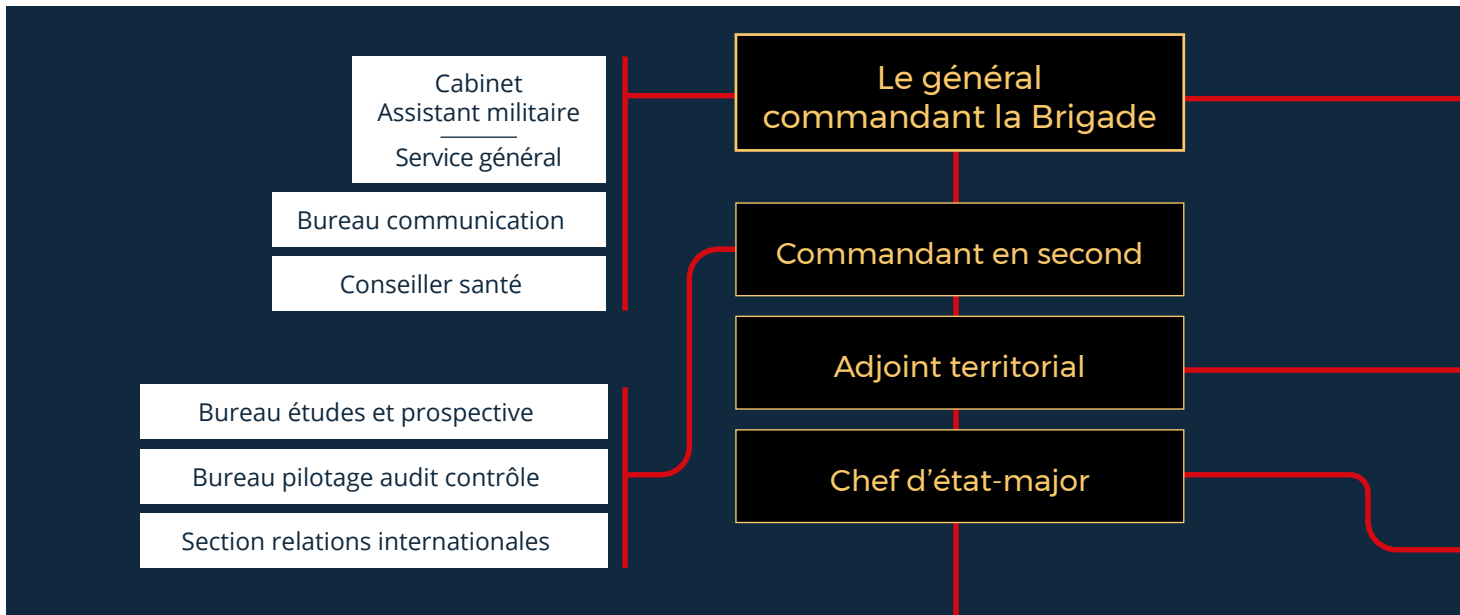 Cabinet
Assistant militaire
Service général
Bureau communication
Conseiller santé
Le général
commandant la Brigade
Commandant en second
Adjoint territorial
Chef d’état-major
Bureau études et prospective
Bureau pilotage audit contrôle
Section relations internationales